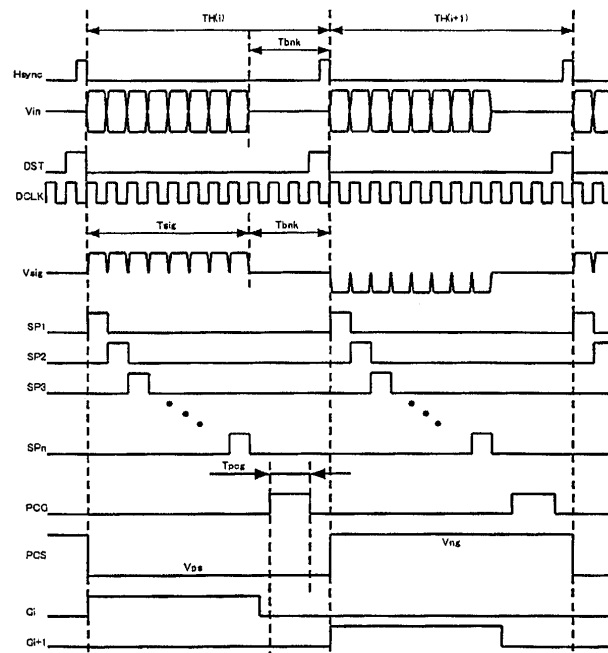 TH(i) TH(i+1)
Tbnk
Hsync
Vin
DST
DCLK
Tsig Tbnk
Vsig
SP1
SP2
SP3
SPn
Tpcg
PCG
PCS Vps Vng
Gi
Gi+1